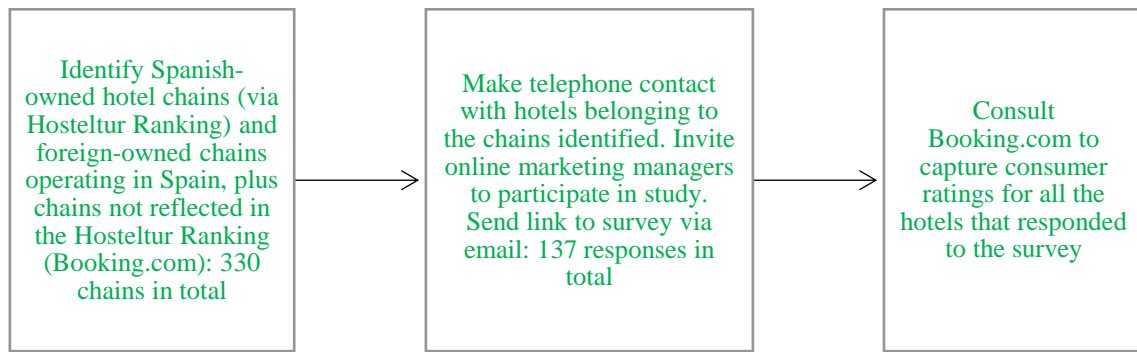 Identify Spanish-
owned hotel chains (via
Hosteltur Ranking) and
foreign-owned chains
operating in Spain, plus
chains not reflected in
the Hosteltur Ranking
(Booking.com): 330
chains in total
Make telephone contact
with hotels belonging to
the chains identified. Invite
online marketing managers
to participate in study.
Send link to survey via
email: 137 responses in
total
Consult
Booking.com to
capture consumer
ratings for all the
hotels that responded
to the survey